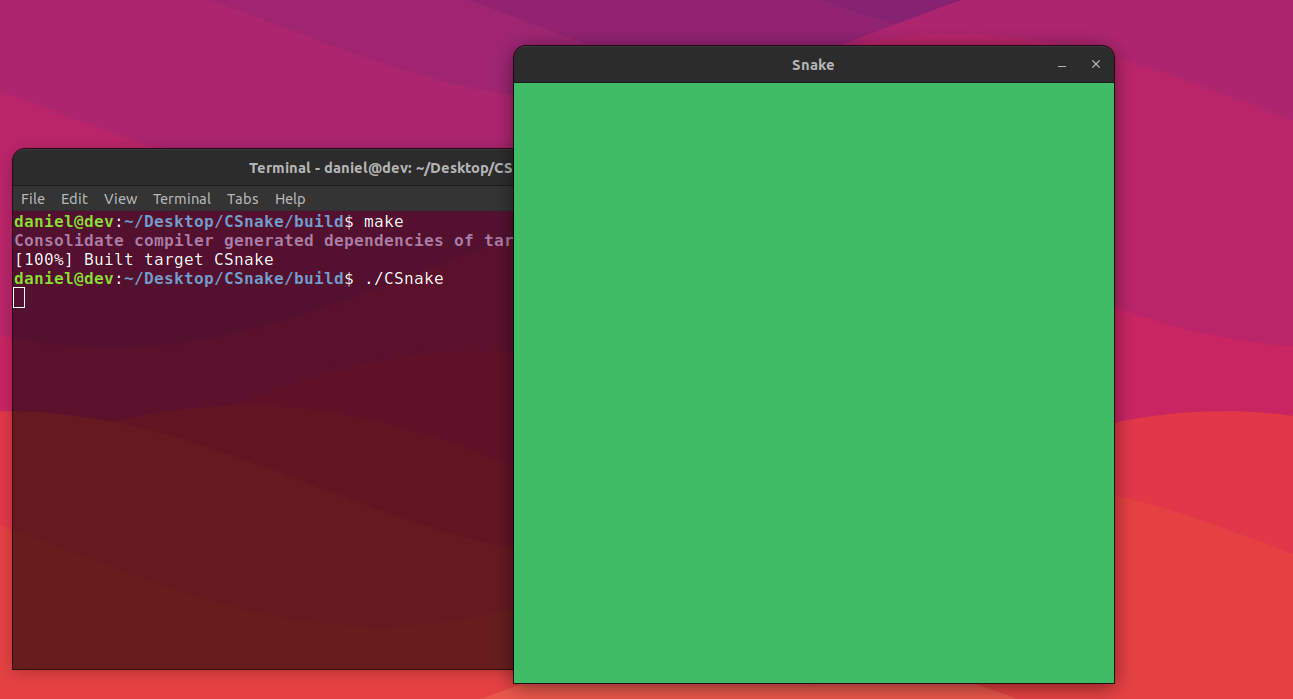 Snake
Terminal - daniel@dev: ~/Desktop/CS
File Edit View Terminal Tabs Help
daniel@dev:~/Desktop/CSnake/build$ make
Consolidate compiler generated dependencies of tar
[100%] Built target CSnake
daniel@dev:~/Desktop/CSnake/build$ ./CSnake